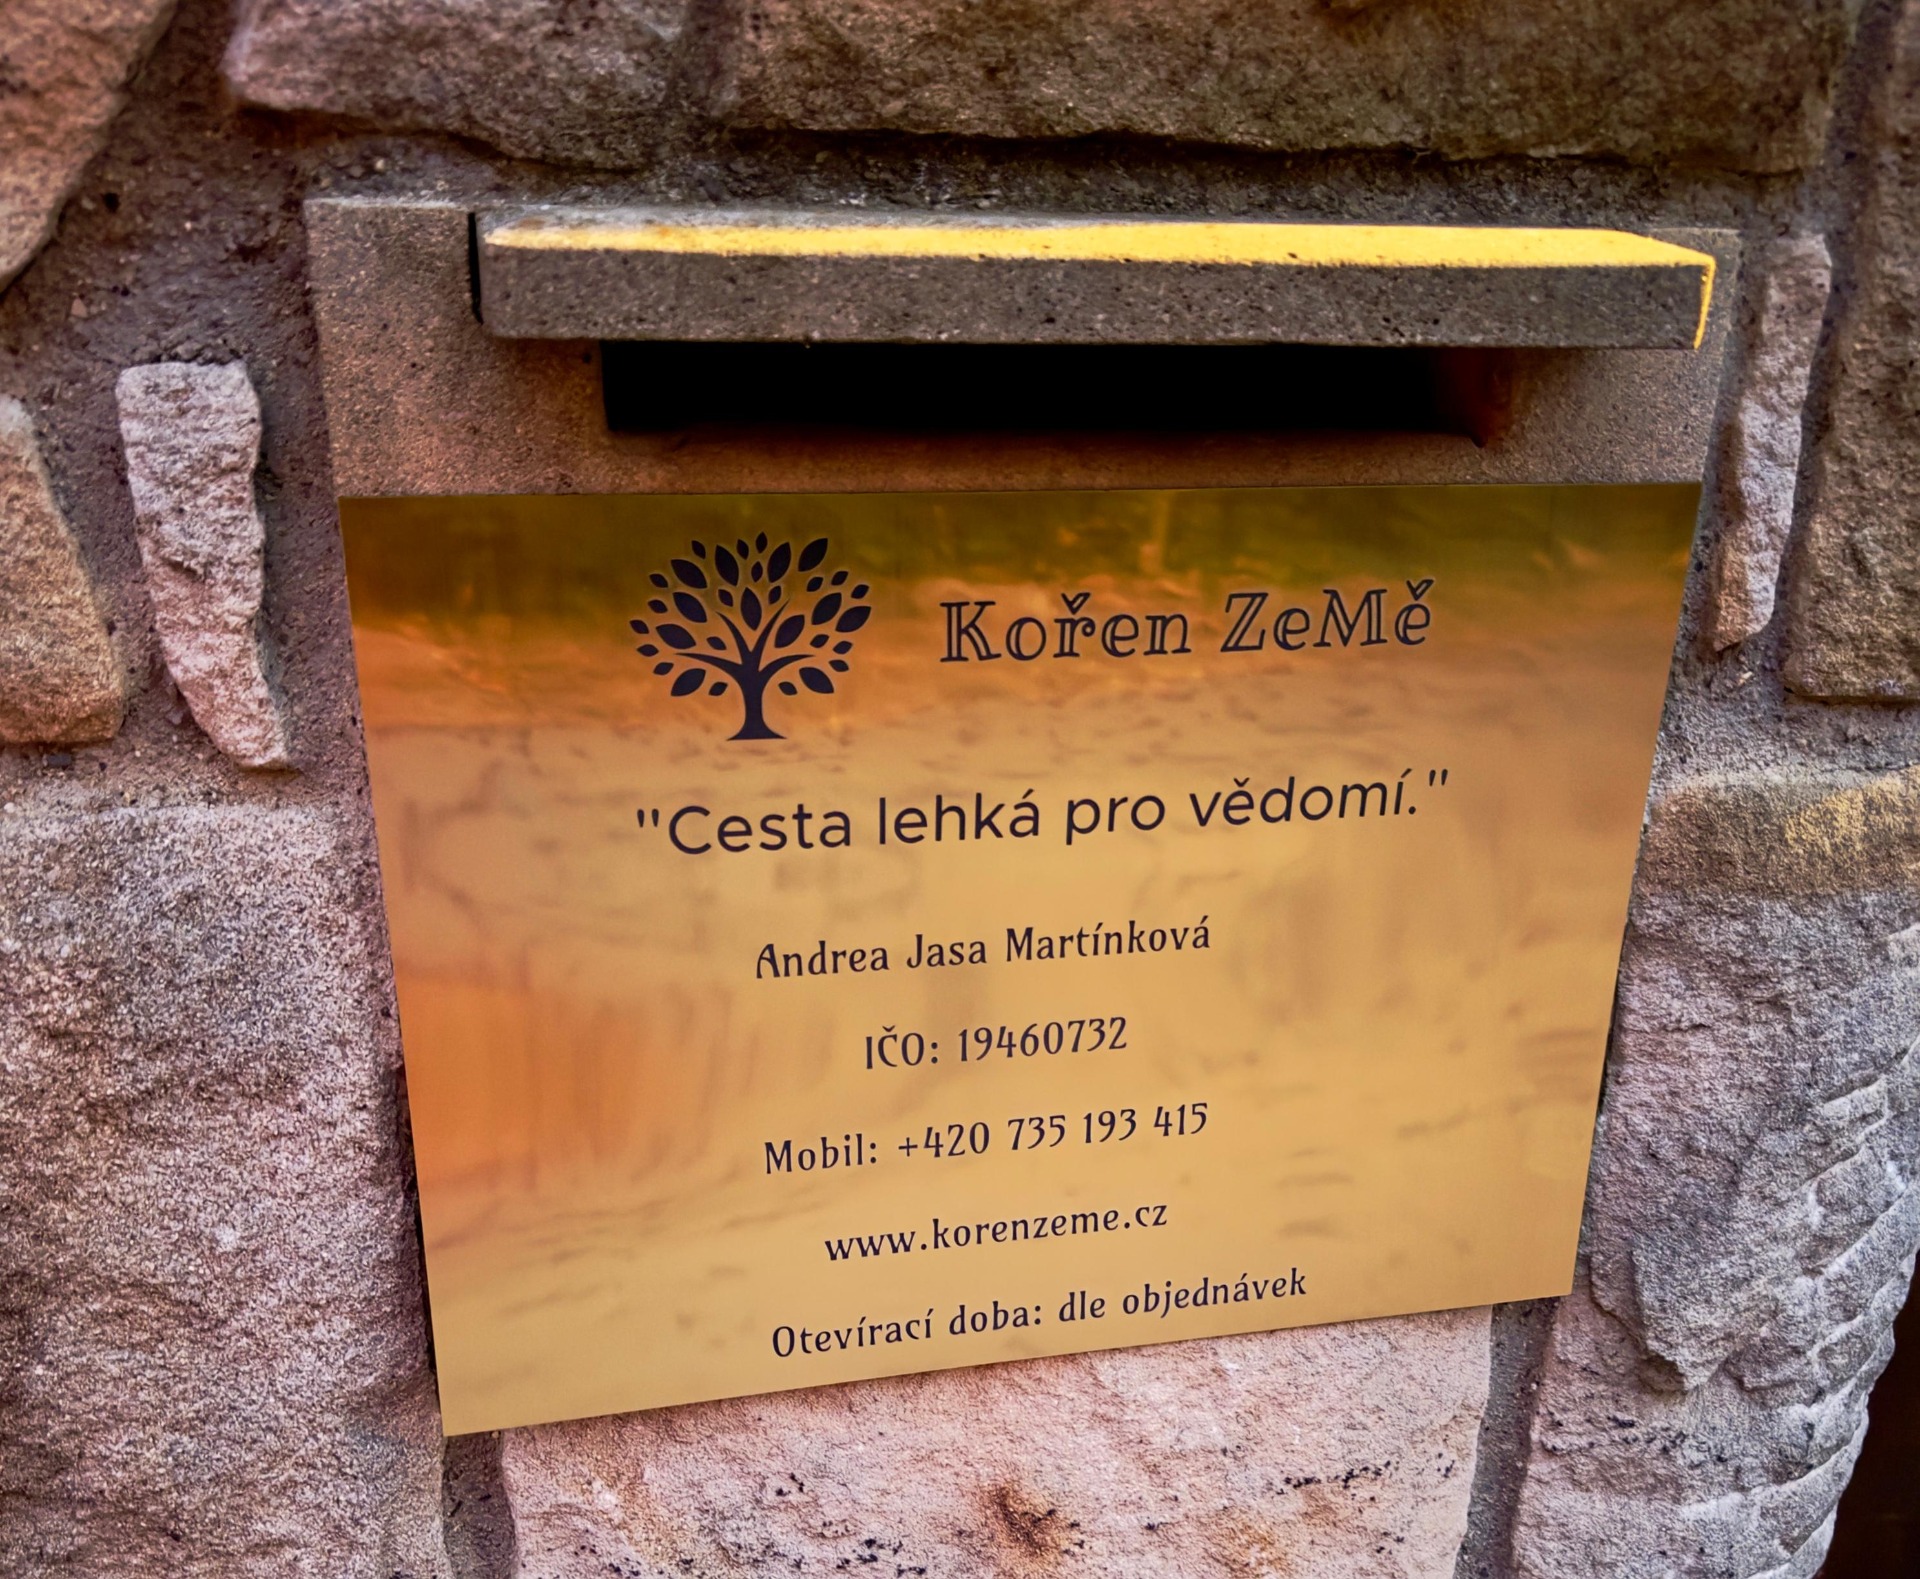 Kořen ZeMě
"Cesta lehká pro vědomí."
Andrea Jasa Martínková
IČO: 19460732
Mobil: +420 735 193 415
www.korenzeme.cz
Otevírací doba: dle objednávek